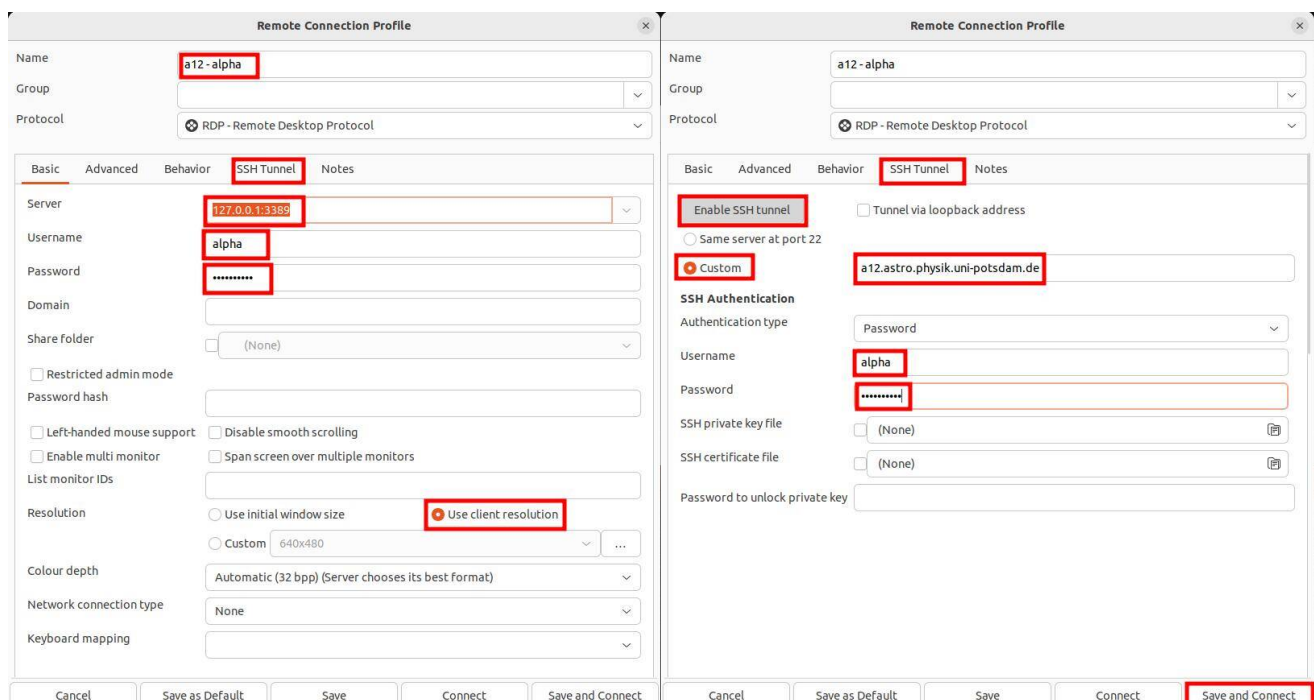 Remote Connection Profile
Name
a12 - alpha
Group
Protocol
RDP - Remote Desktop Protocol
Basic Advanced Behavior SSH Tunnel Notes
Server
127.0.0.1:3389
Username
alpha
Password
••••••••••
Domain
Share folder
(None)
Restricted admin mode
Password hash
Left-handed mouse support Disable smooth scrolling
Enable multi monitor Span screen over multiple monitors
List monitor IDs
Resolution
Use initial window size Use client resolution
Custom 640x480 ...
Colour depth
Automatic (32 bpp) (Server chooses its best format)
Network connection type
None
Keyboard mapping
Cancel Save as Default Save Connect Save and Connect
Remote Connection Profile
Name
a12 - alpha
Group
Protocol
RDP - Remote Desktop Protocol
Basic Advanced Behavior SSH Tunnel Notes
Enable SSH tunnel Tunnel via loopback address
Same server at port 22
Custom a12.astro.physik.uni-potsdam.de
SSH Authentication
Authentication type
Password
Username
alpha
Password
••••••••••
SSH private key file
(None)
SSH certificate file
(None)
Password to unlock private key
Cancel Save as Default Save Connect Save and Connect